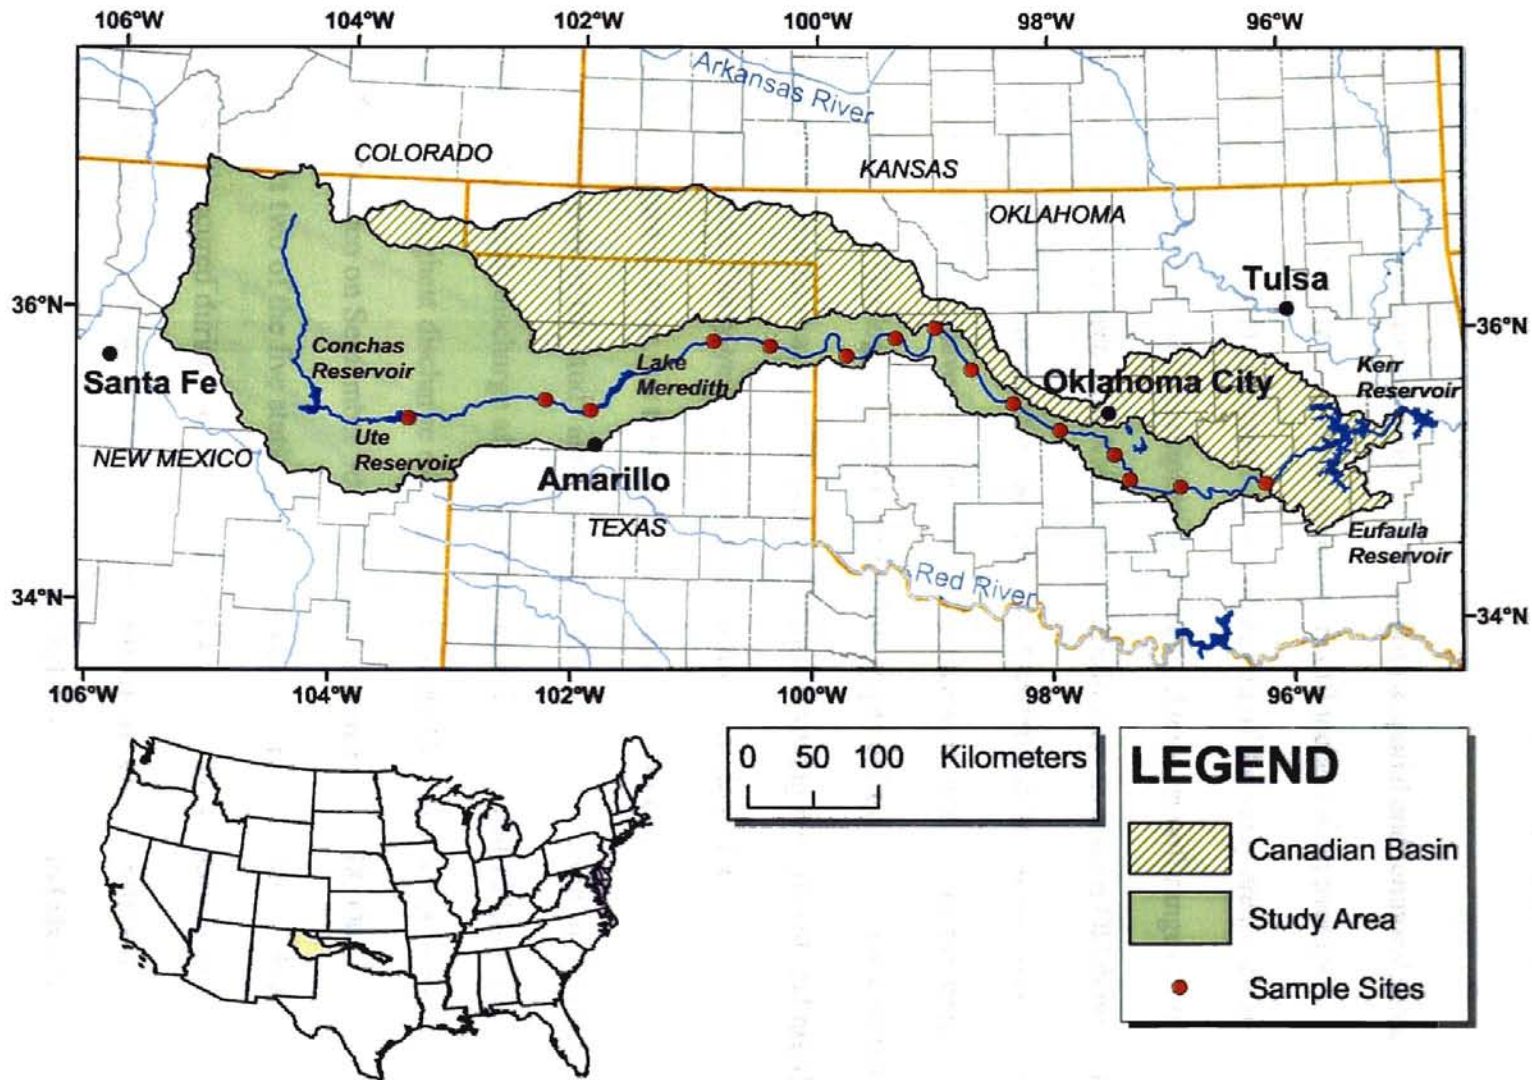 106°W 104°W 102°W 100°W 98°W 96°W
Arkansas River
COLORADO
KANSAS
OKLAHOMA
Tulsa
36°N
36°N
Conchas
Reservoir
Lake
Meredith
Kerr
Reservoir
Santa Fe
Oklahoma City
Ute
Reservoir
NEW MEXICO
Amarillo
TEXAS
Eufaula
Reservoir
Red River
34°N
34°N
106°W 104°W 102°W 100°W 98°W 96°W
0 50 100 Kilometers
LEGEND
Canadian Basin
Study Area
Sample Sites